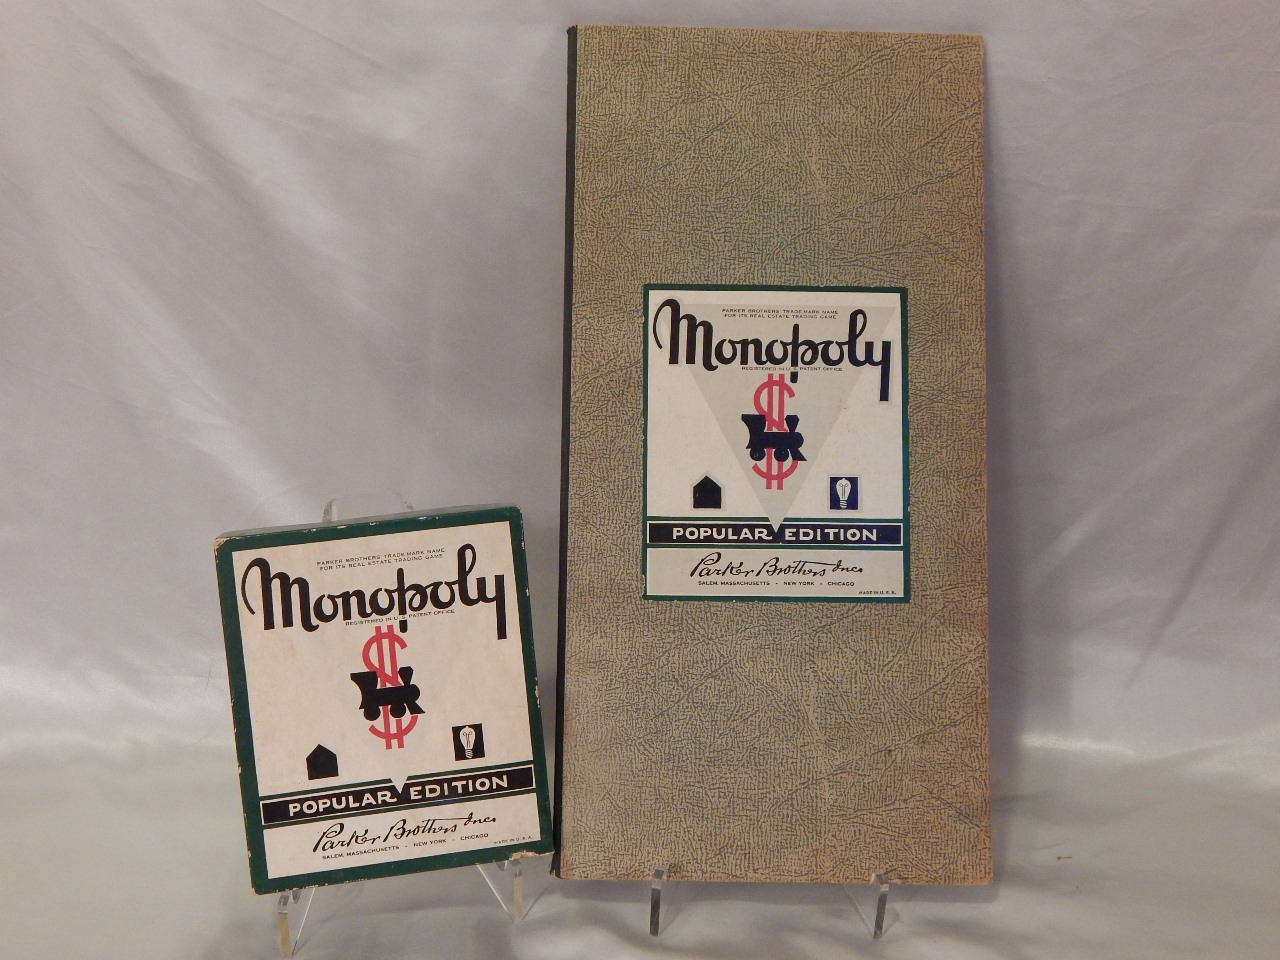 PARKER BROTHERS' TRADE MARK NAME
FOR ITS REAL ESTATE TRADING GAME
Monopoly
REGISTERED IN U.S. PATENT OFFICE
POPULAR EDITION
Parker Brothers Inc.
SALEM, MASSACHUSETTS - NEW YORK - CHICAGO
MADE IN U.S.A.
PARKER BROTHERS' TRADE MARK NAME
FOR ITS REAL ESTATE TRADING GAME
Monopoly
REGISTERED IN U.S. PATENT OFFICE
POPULAR EDITION
Parker Brothers Inc.
SALEM, MASSACHUSETTS - NEW YORK - CHICAGO
MADE IN U.S.A.